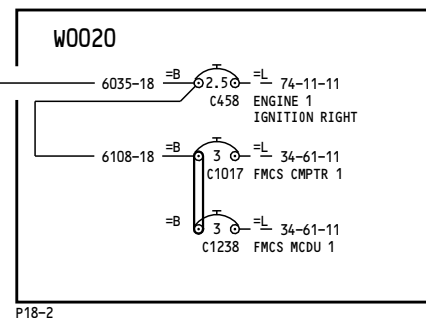 W0020
6035-18 =B 2.5 =L 74-11-11
C458 ENGINE 1
IGNITION RIGHT
6108-18 =B 3 =L 34-61-11
C1017 FMCS CMPTR 1
=B 3 =L 34-61-11
C1238 FMCS MCDU 1
P18-2